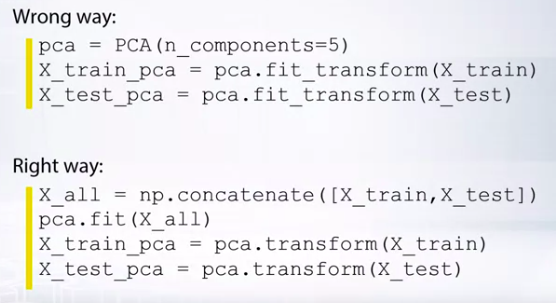 Wrong way:
pca = PCA(n_components=5)
X_train_pca = pca.fit_transform(X_train)
X_test_pca = pca.fit_transform(X_test)
Right way:
X_all = np.concatenate([X_train,X_test])
pca.fit(X_all)
X_train_pca = pca.transform(X_train)
X_test_pca = pca.transform(X_test)